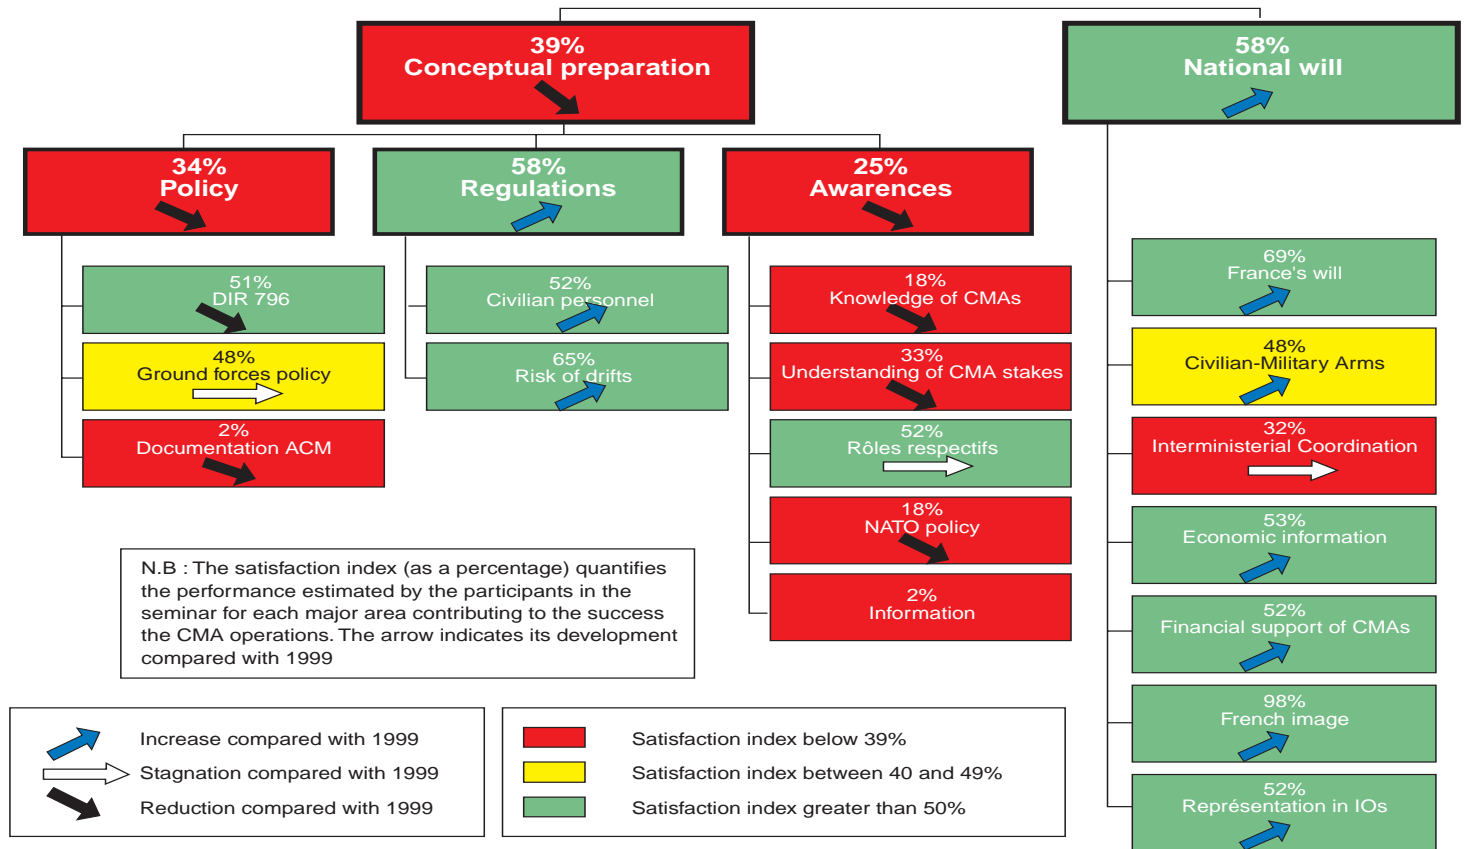 39%
Conceptual preparation
58%
National will
34%
Policy
58%
Regulations
25%
Awarences
51%
DIR 796
48%
Ground forces policy
2%
Documentation ACM
52%
Civilian personnel
65%
Risk of drifts
18%
Knowledge of CMAs
33%
Understanding of CMA stakes
52%
Rôles respectifs
18%
NATO policy
2%
Information
69%
France's will
48%
Civilian-Military Arms
32%
Interministerial Coordination
53%
Economic information
52%
Financial support of CMAs
98%
French image
52%
Représentation in IOs
N.B : The satisfaction index (as a percentage) quantifies
the performance estimated by the participants in the
seminar for each major area contributing to the success
the CMA operations. The arrow indicates its development
compared with 1999
Increase compared with 1999
Stagnation compared with 1999
Reduction compared with 1999
Satisfaction index below 39%
Satisfaction index between 40 and 49%
Satisfaction index greater than 50%